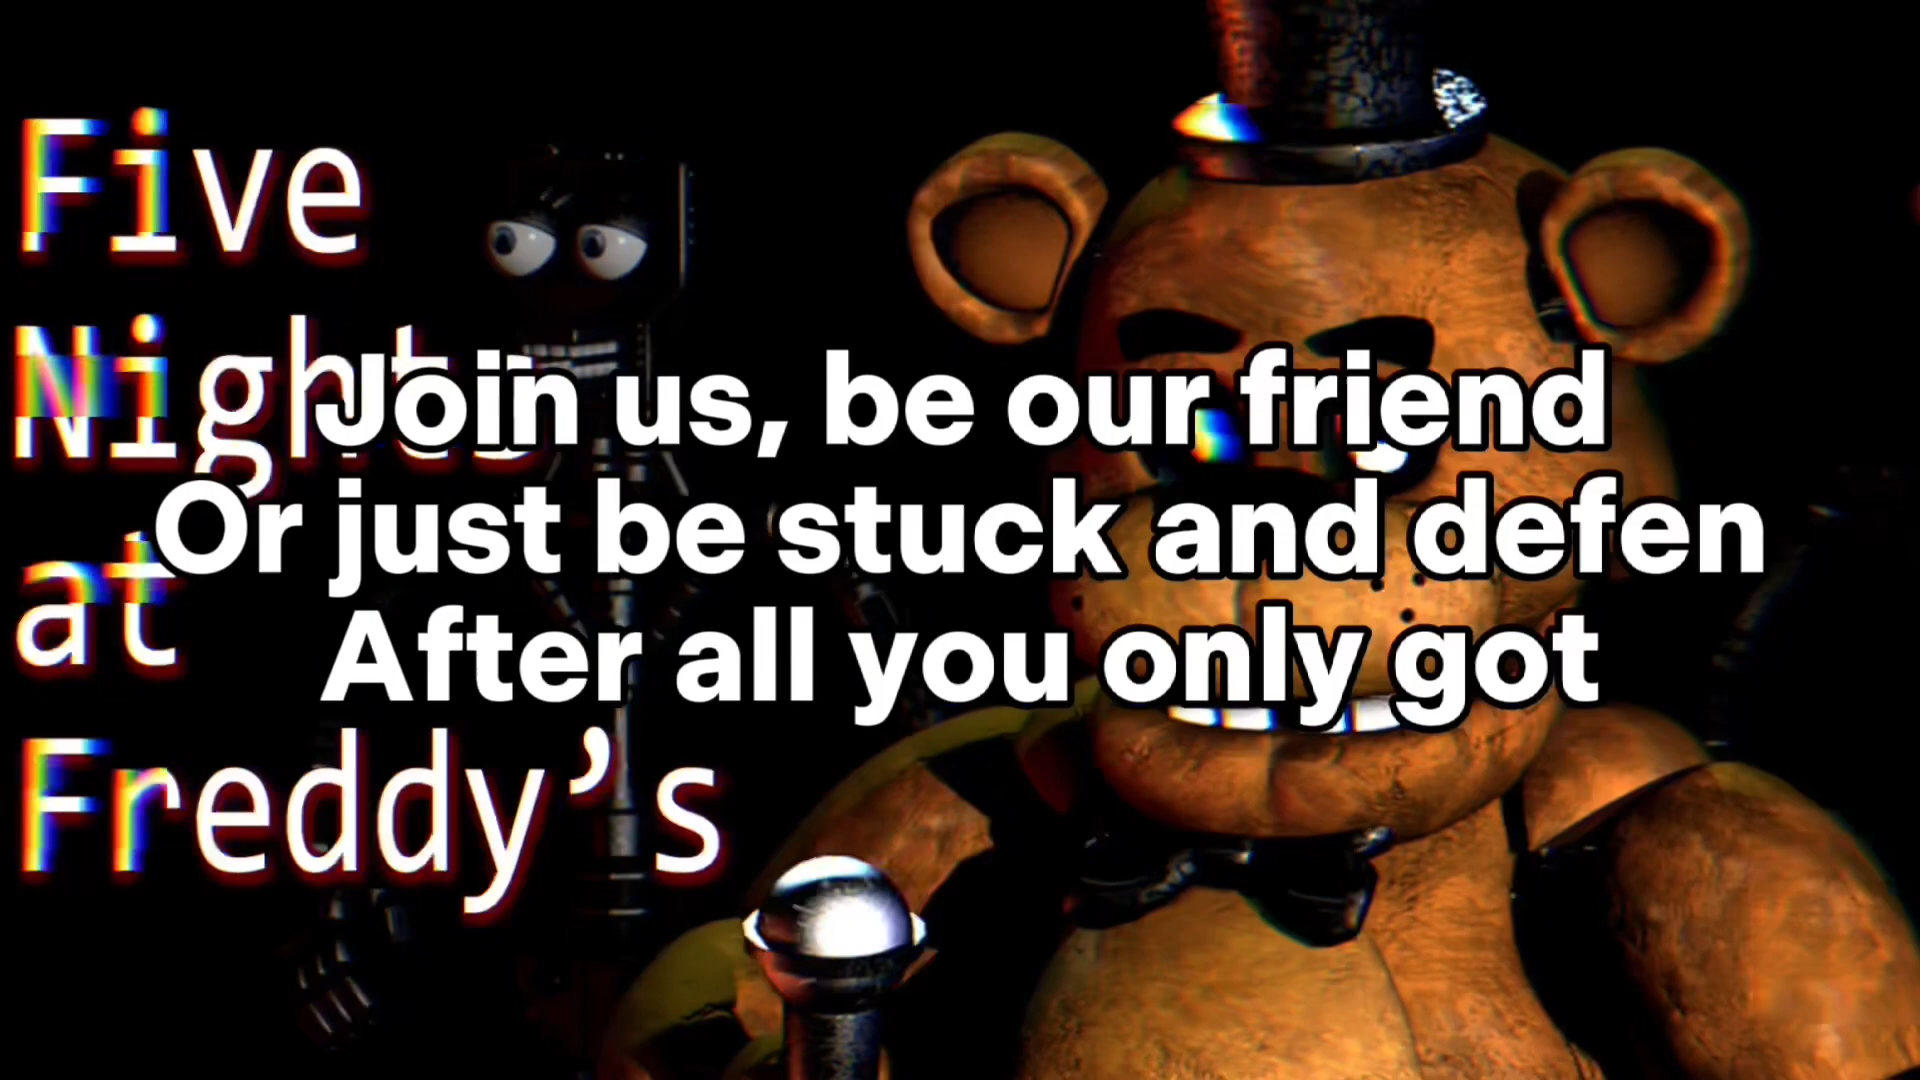 Five
Nights
at
Freddy's
Join us, be our friend
Or just be stuck and defen
After all you only got